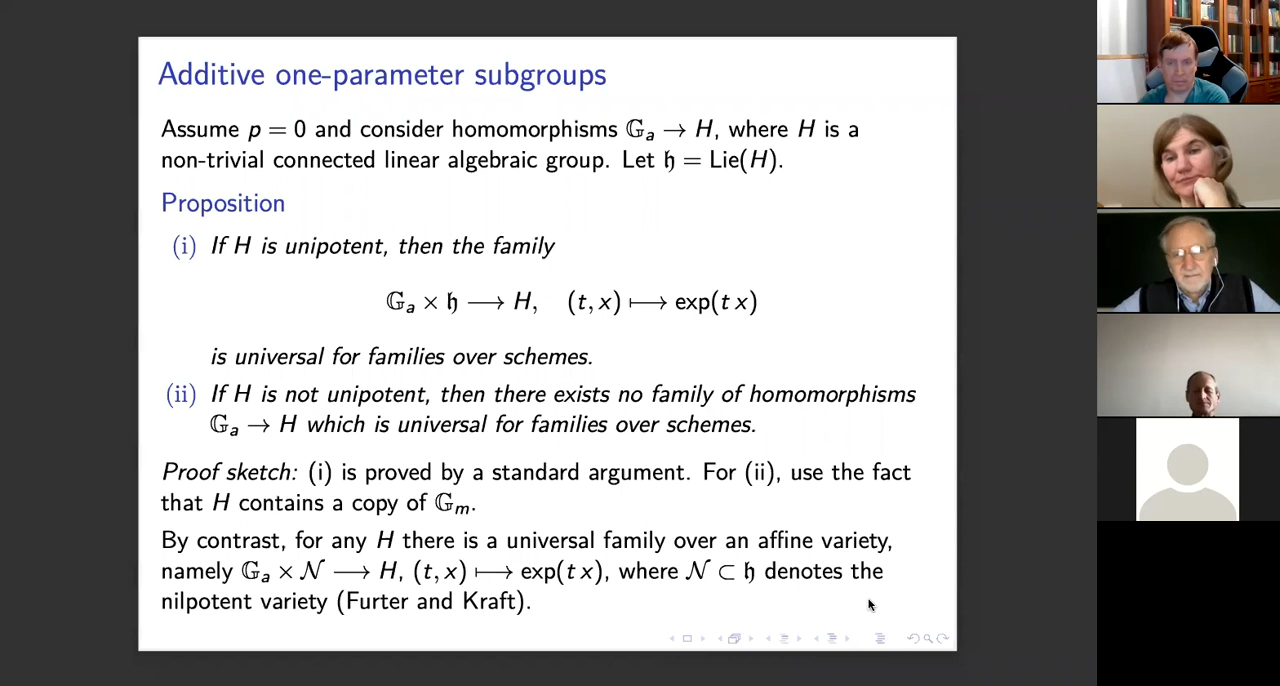 Additive one-parameter subgroups
Assume p = 0 and consider homomorphisms 𝔾ₐ → H, where H is a
non-trivial connected linear algebraic group. Let 𝔥 = Lie(H).
Proposition
(i) If H is unipotent, then the family
𝔾ₐ × 𝔥 ⟶ H, (t, x) ⟼ exp(t x)
is universal for families over schemes.
(ii) If H is not unipotent, then there exists no family of homomorphisms
𝔾ₐ → H which is universal for families over schemes.
Proof sketch: (i) is proved by a standard argument. For (ii), use the fact
that H contains a copy of 𝔾ₘ.
By contrast, for any H there is a universal family over an affine variety,
namely 𝔾ₐ × 𝒩 ⟶ H, (t, x) ⟼ exp(t x), where 𝒩 ⊂ 𝔥 denotes the
nilpotent variety (Furter and Kraft).